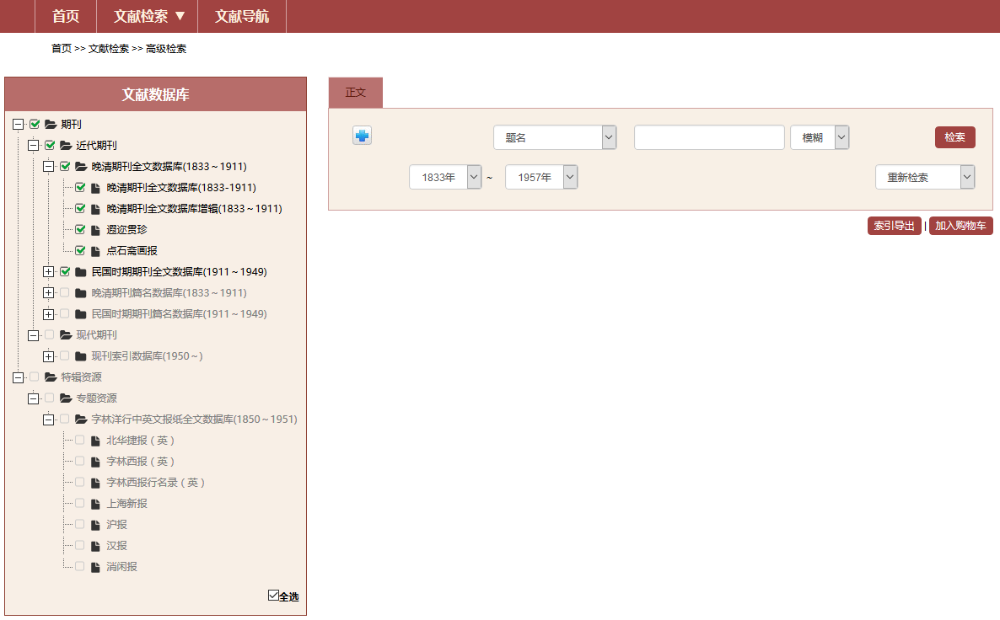 首页 文献检索 ▼ 文献导航
首页 >> 文献检索 >> 高级检索
文献数据库
期刊
近代期刊
晚清期刊全文数据库(1833～1911)
晚清期刊全文数据库(1833-1911)
晚清期刊全文数据库增辑(1833～1911)
遐迩贯珍
点石斋画报
民国时期期刊全文数据库(1911～1949)
晚清期刊篇名数据库(1833～1911)
民国时期期刊篇名数据库(1911～1949)
现代期刊
现刊索引数据库(1950～)
特辑资源
专题资源
字林洋行中英文报纸全文数据库(1850～1951)
北华捷报（英）
字林西报（英）
字林西报行名录（英）
上海新报
沪报
汉报
消闲报
全选
正文
题名 模糊 检索
1833年 ~ 1957年 重新检索
索引导出 | 加入购物车